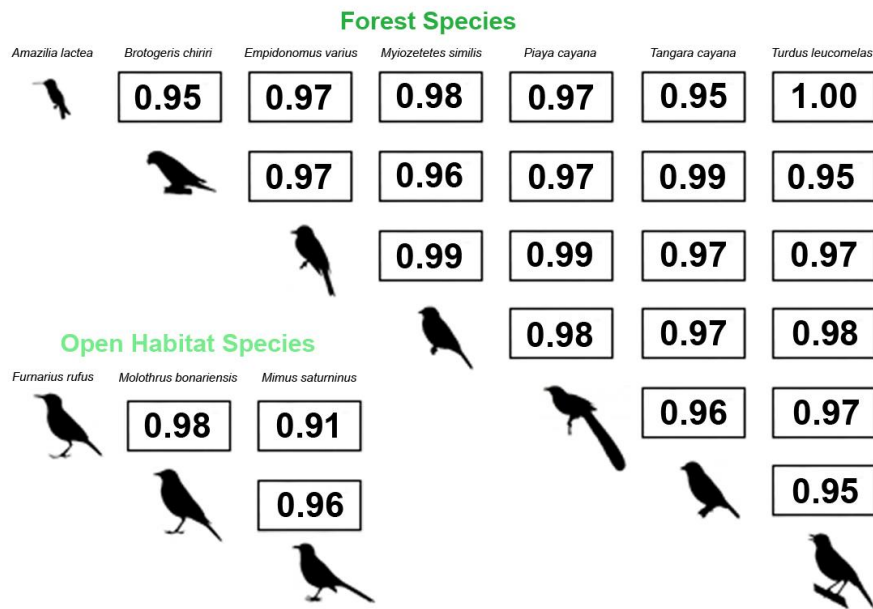 Forest Species
Amazilia lactea Brotogeris chiriri Empidonomus varius Myiozetetes similis Piaya cayana Tangara cayana Turdus leucomelas
0.95 0.97 0.98 0.97 0.95 1.00
0.97 0.96 0.97 0.99 0.95
0.99 0.99 0.97 0.97
0.98 0.97 0.98
0.96 0.97
0.95
Open Habitat Species
Furnarius rufus Molothrus bonariensis Mimus saturninus
0.98 0.91
0.96